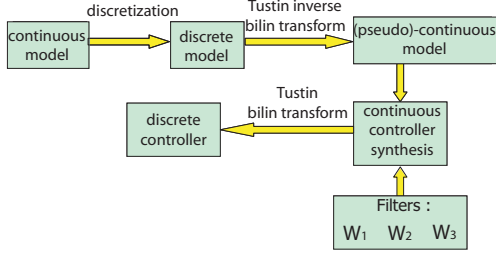 discretization
Tustin inverse
bilin transform
continuous
model
discrete
model
(pseudo)-continuous
model
Tustin
bilin transform
discrete
controller
continuous
controller
synthesis
Filters :
W1 W2 W3